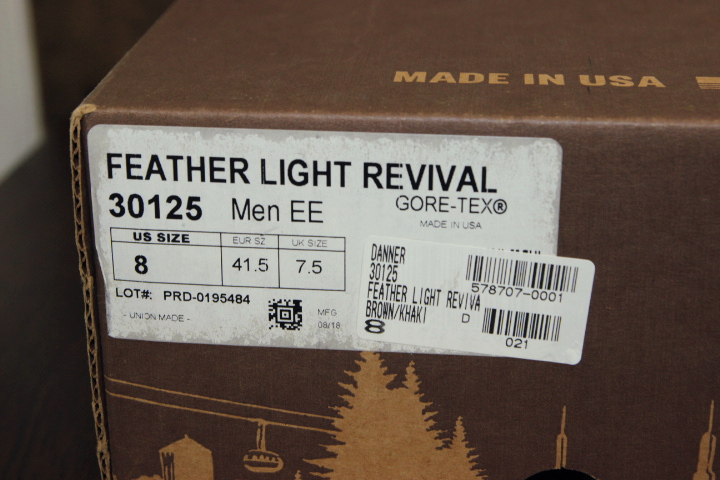 MADE IN USA
FEATHER LIGHT REVIVAL
30125 Men EE GORE-TEX®
MADE IN USA
US SIZE EUR SZ UK SIZE
8 41.5 7.5
LOT#: PRD-0195484
- UNION MADE -
MFG
08/18
DANNER
30125
FEATHER LIGHT REVIVA
BROWN/KHAKI D
8
578707-0001
021